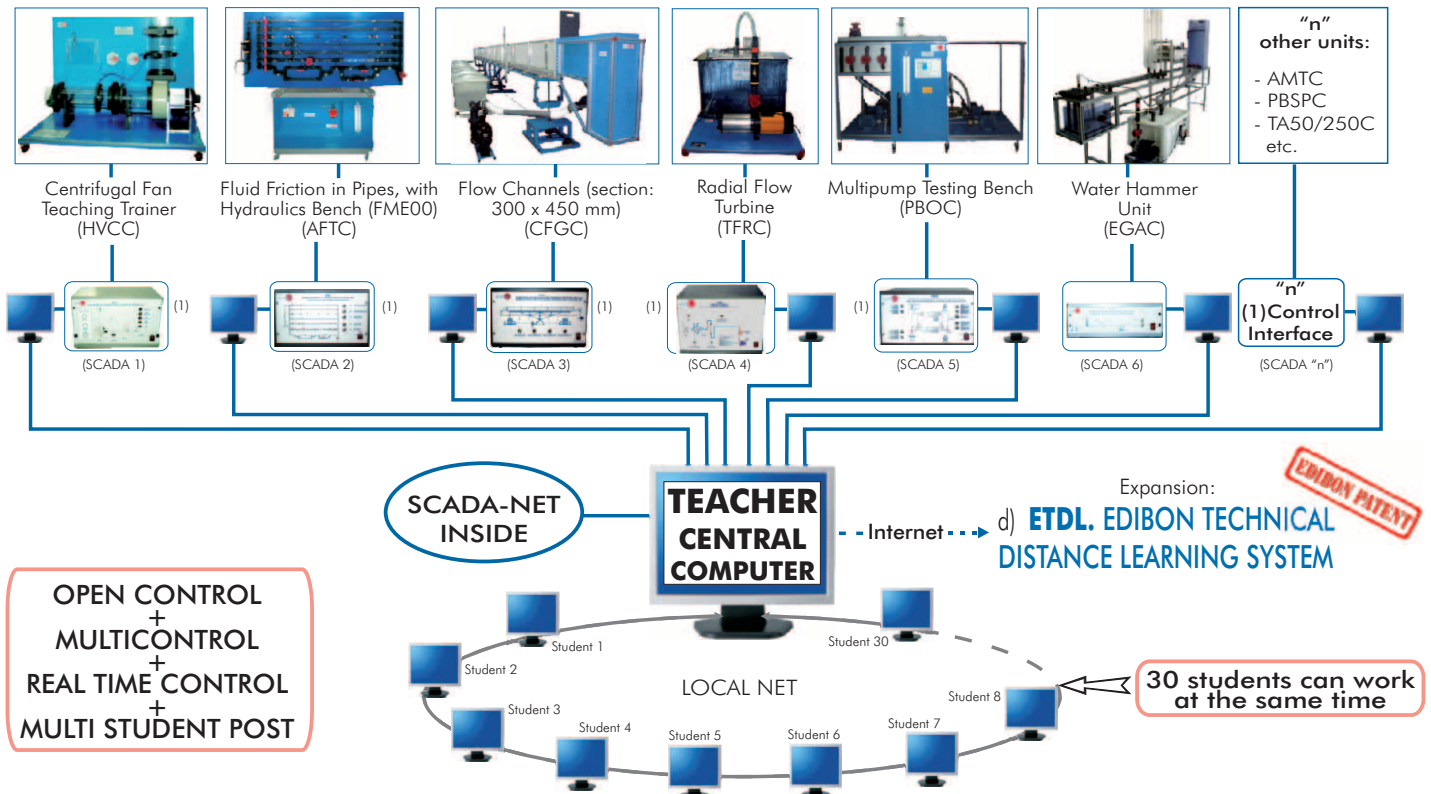 "n"
other units:
- AMTC
- PBSPC
- TA50/250C
etc.
Centrifugal Fan
Teaching Trainer
(HVCC)
Fluid Friction in Pipes, with
Hydraulics Bench (FME00)
(AFTC)
Flow Channels (section:
300 x 450 mm)
(CFGC)
Radial Flow
Turbine
(TFRC)
Multipump Testing Bench
(PBOC)
Water Hammer
Unit
(EGAC)
(1)
(1)
(1)
(1)
(1)
(1)
"n"
(1)Control
Interface
(SCADA 1)
(SCADA 2)
(SCADA 3)
(SCADA 4)
(SCADA 5)
(SCADA 6)
(SCADA "n")
SCADA-NET
INSIDE
TEACHER
CENTRAL
COMPUTER
Internet
Expansion:
d) ETDL. EDIBON TECHNICAL
DISTANCE LEARNING SYSTEM
EDIBON PATENT
OPEN CONTROL
+
MULTICONTROL
+
REAL TIME CONTROL
+
MULTI STUDENT POST
Student 1
Student 2
Student 3
Student 4
Student 5
Student 6
Student 7
Student 8
Student 30
LOCAL NET
30 students can work
at the same time